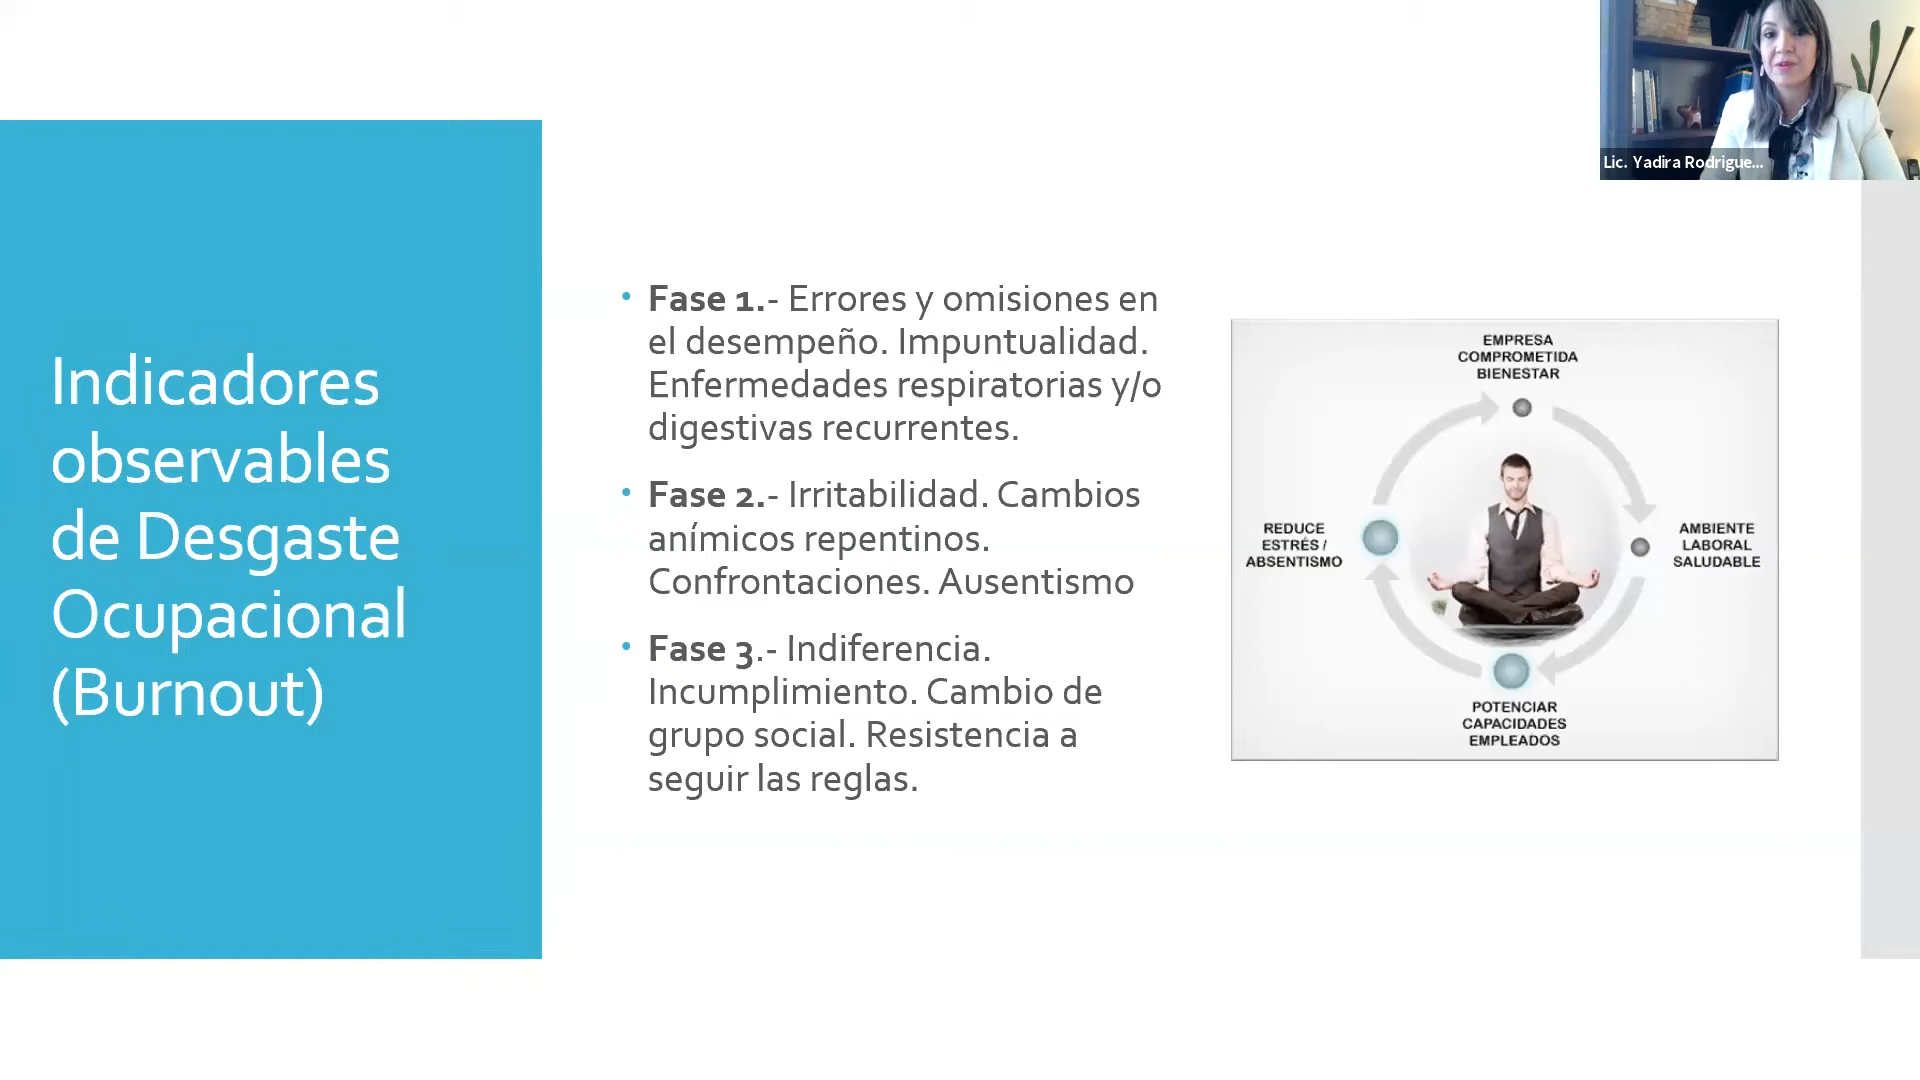 Lic. Yadira Rodrigue...
Indicadores
observables
de Desgaste
Ocupacional
(Burnout)
• Fase 1.- Errores y omisiones en
el desempeño. Impuntualidad.
Enfermedades respiratorias y/o
digestivas recurrentes.
• Fase 2.- Irritabilidad. Cambios
anímicos repentinos.
Confrontaciones. Ausentismo
• Fase 3.- Indiferencia.
Incumplimiento. Cambio de
grupo social. Resistencia a
seguir las reglas.
EMPRESA
COMPROMETIDA
BIENESTAR
REDUCE
ESTRÉS /
ABSENTISMO
AMBIENTE
LABORAL
SALUDABLE
POTENCIAR
CAPACIDADES
EMPLEADOS